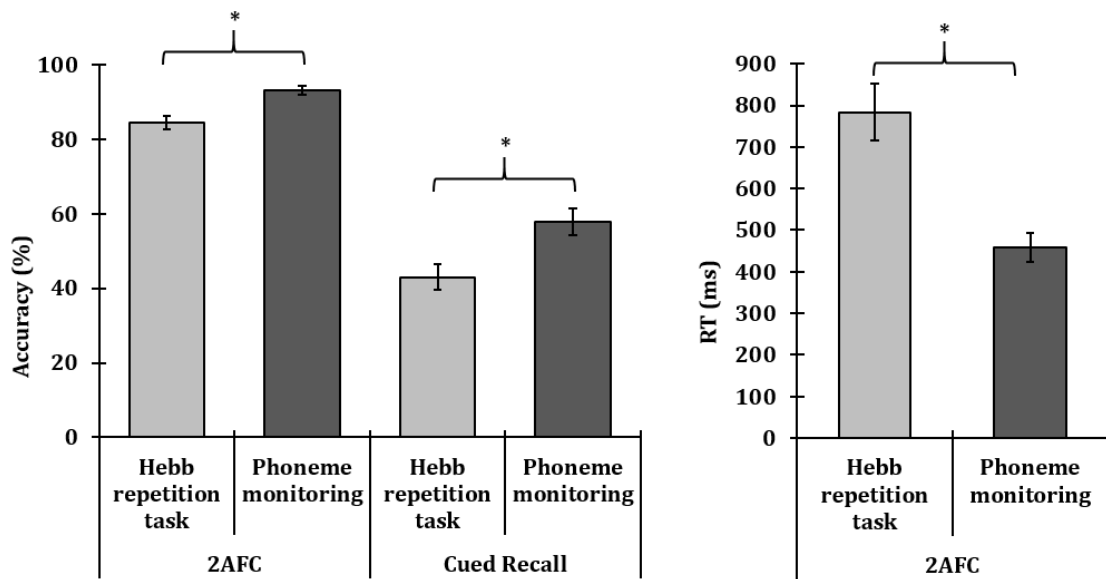 *
*
100
80
60
40
20
0
Accuracy (%)
Hebb repetition task
Phoneme monitoring
Hebb repetition task
Phoneme monitoring
2AFC
Cued Recall
*
900
800
700
600
500
400
300
200
100
0
RT (ms)
Hebb repetition task
Phoneme monitoring
2AFC